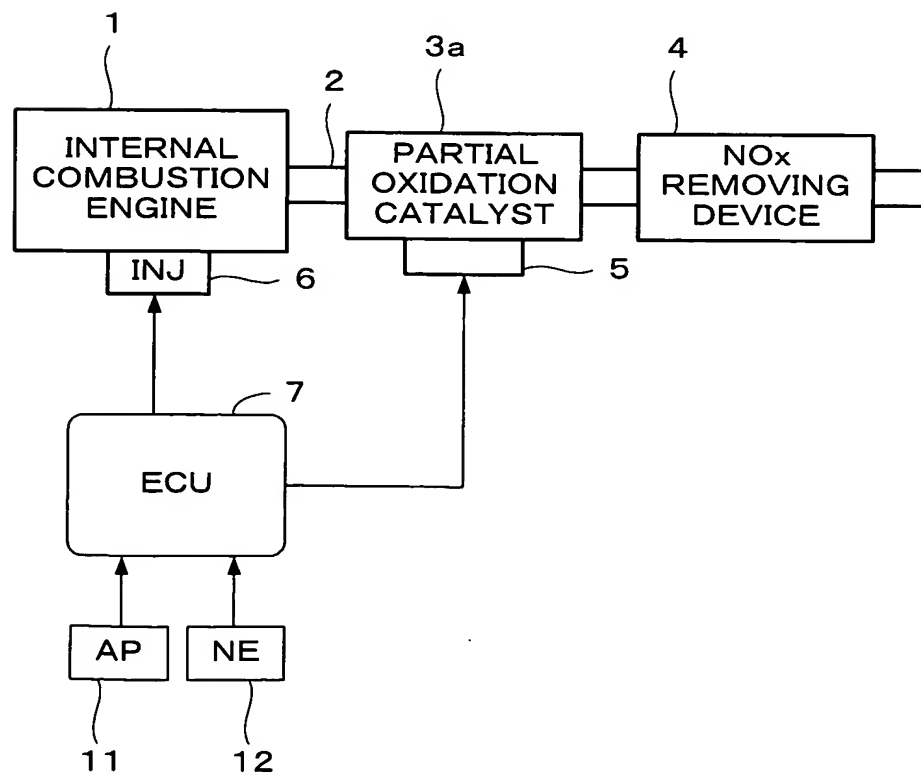 1
2
3a
4
INTERNAL
COMBUSTION
ENGINE
PARTIAL
OXIDATION
CATALYST
NOx
REMOVING
DEVICE
INJ
6
5
7
ECU
AP
NE
11
12